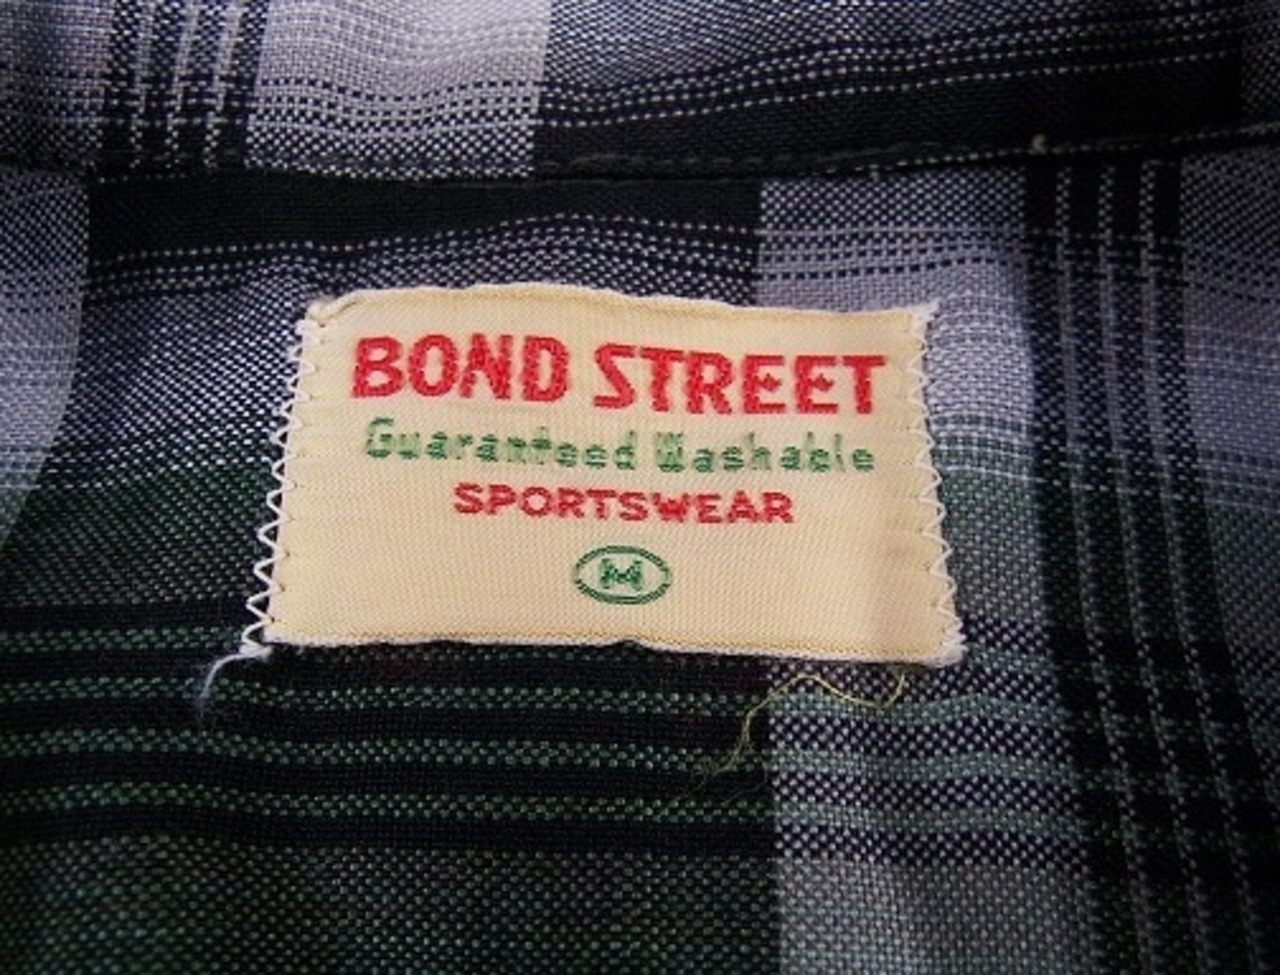 BOND STREET
Guaranteed Washable
SPORTSWEAR
M